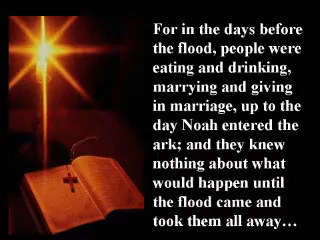 For in the days before
the flood, people were
eating and drinking,
marrying and giving
in marriage, up to the
day Noah entered the
ark; and they knew
nothing about what
would happen until
the flood came and
took them all away…